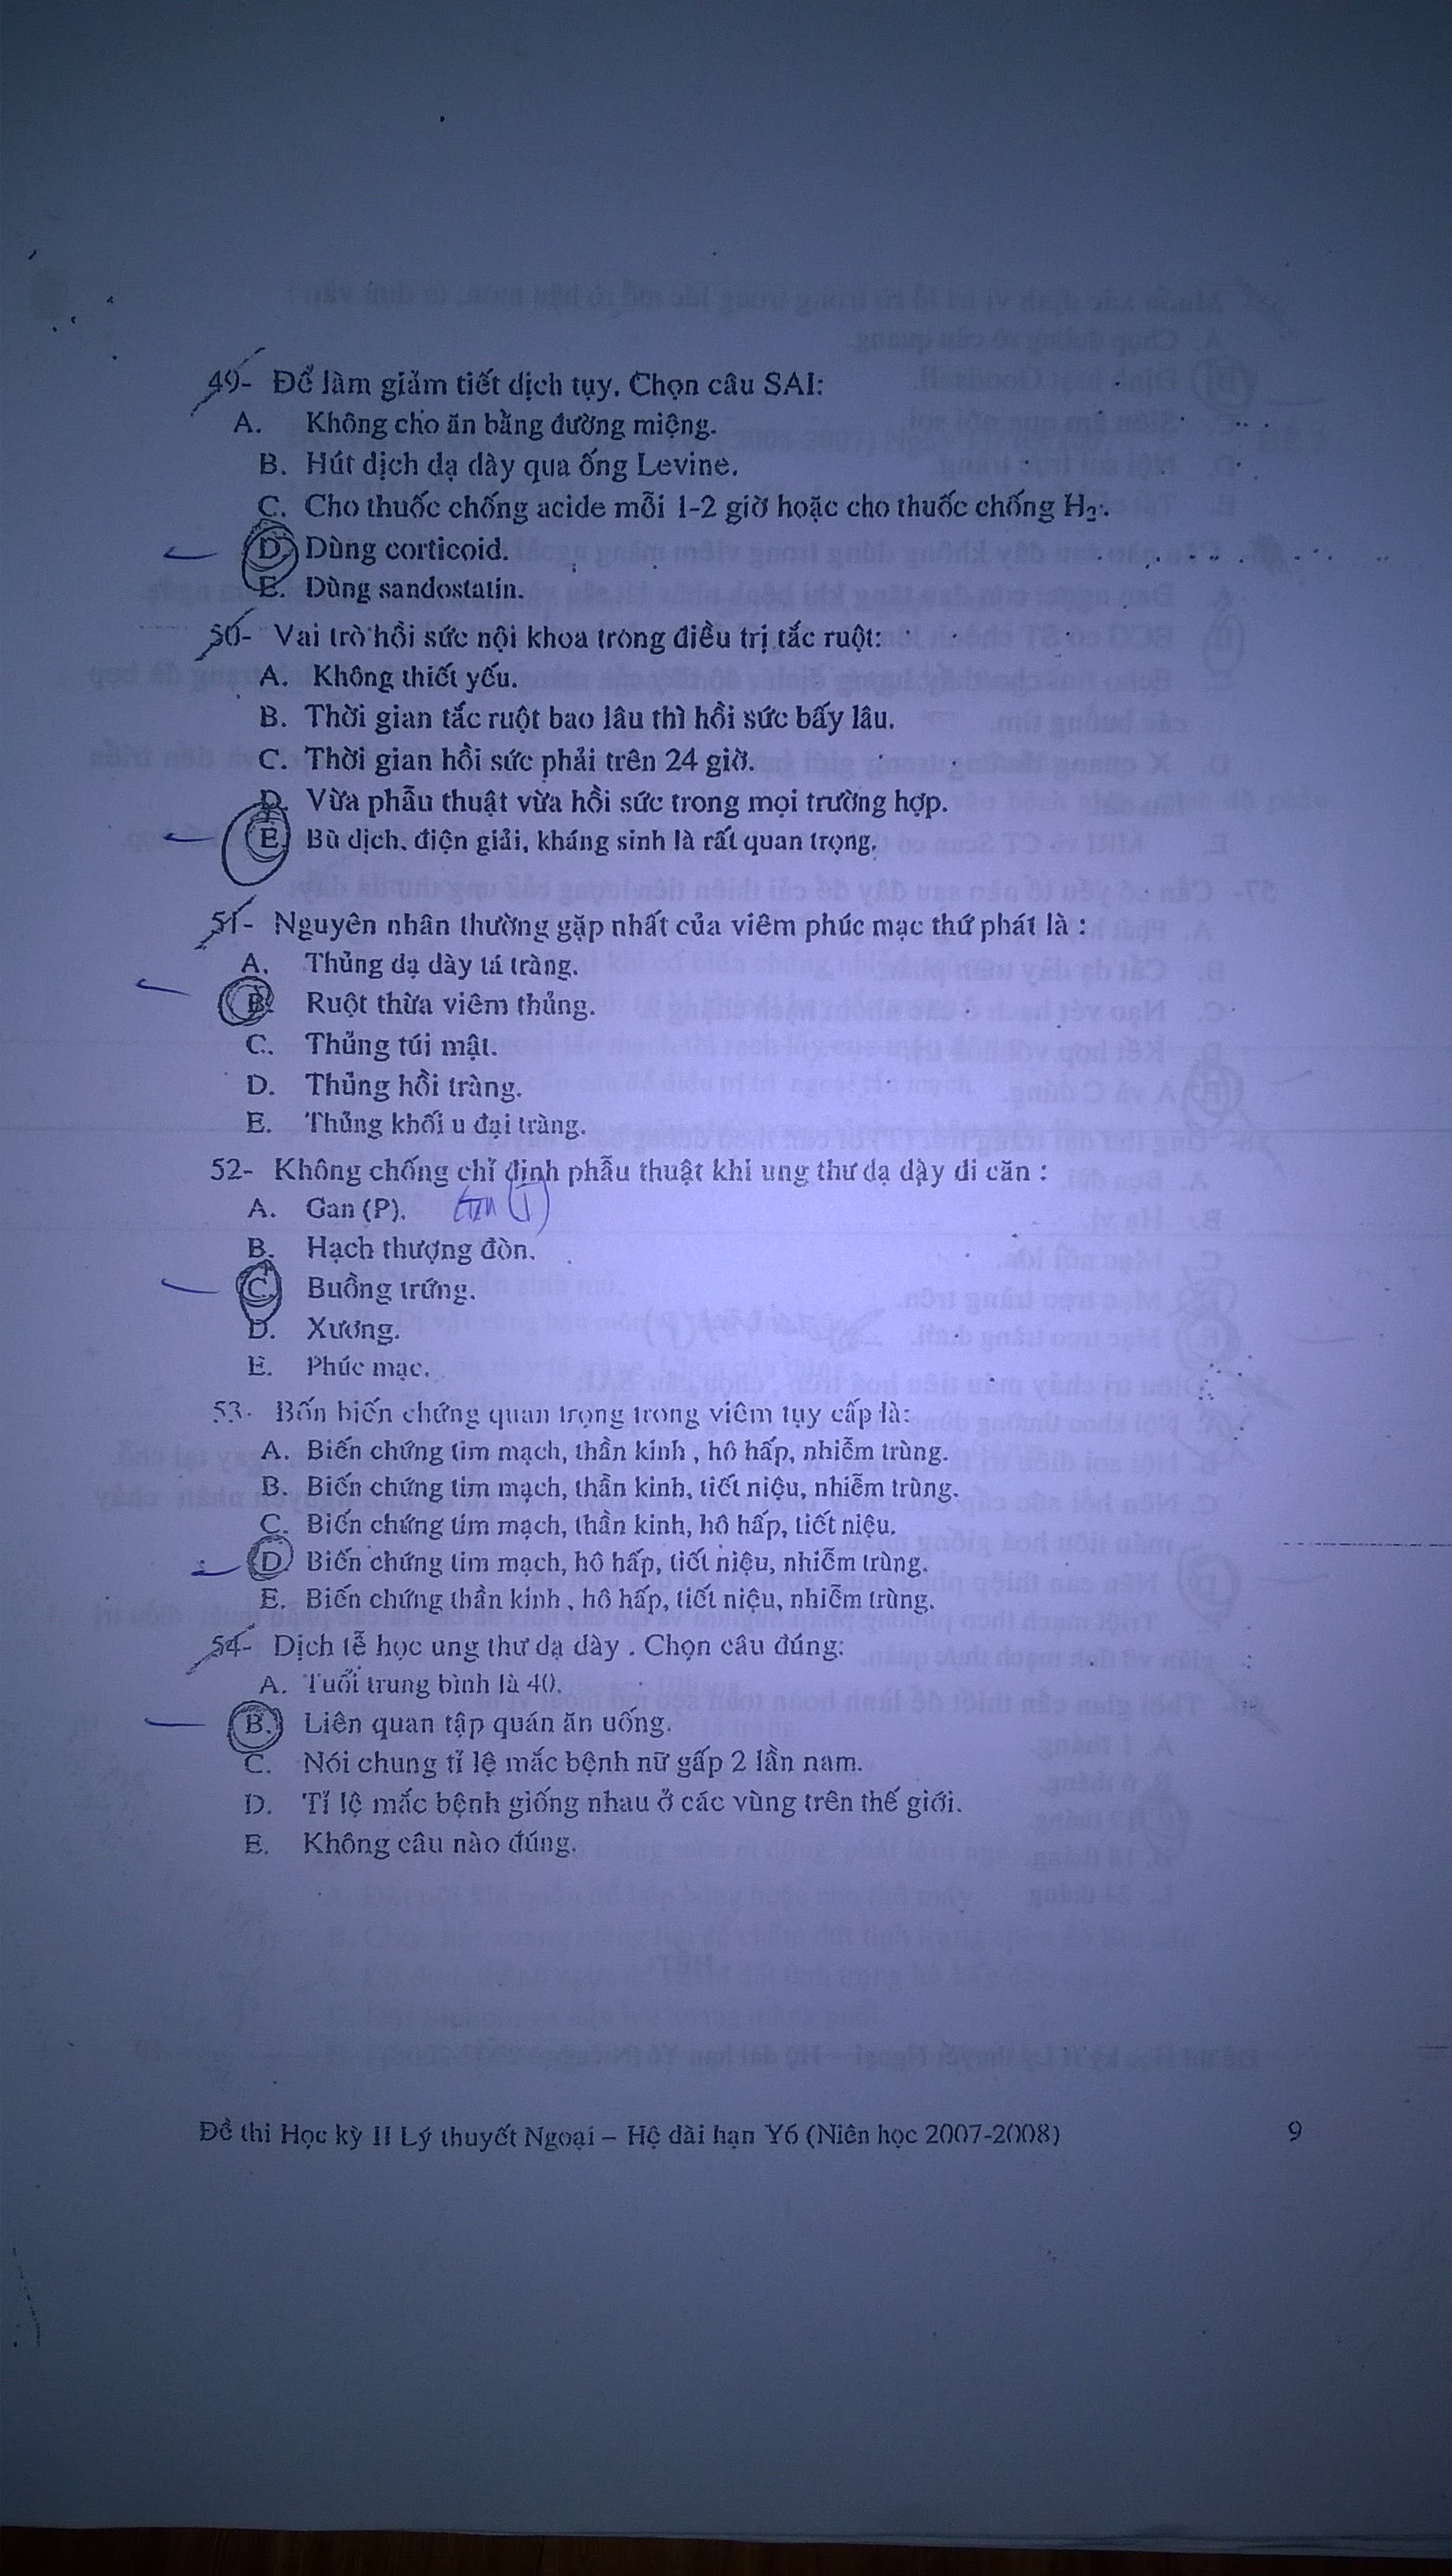 49- Để làm giảm tiết dịch tụy. Chọn câu SAI:
A. Không cho ăn bằng đường miệng.
B. Hút dịch dạ dày qua ống Levine.
C. Cho thuốc chống acide mỗi 1-2 giờ hoặc cho thuốc chống H2.
D. Dùng corticoid.
E. Dùng sandostatin.
50- Vai trò hồi sức nội khoa trong điều trị tắc ruột:
A. Không thiết yếu.
B. Thời gian tắc ruột bao lâu thì hồi sức bấy lâu.
C. Thời gian hồi sức phải trên 24 giờ.
D. Vừa phẫu thuật vừa hồi sức trong mọi trường hợp.
E. Bù dịch, điện giải, kháng sinh là rất quan trọng.
51- Nguyên nhân thường gặp nhất của viêm phúc mạc thứ phát là :
A. Thủng dạ dày tá tràng.
B. Ruột thừa viêm thủng.
C. Thủng túi mật.
D. Thủng hồi tràng.
E. Thủng khối u đại tràng.
52- Không chống chỉ định phẫu thuật khi ung thư dạ dày di căn :
A. Gan (P).
B. Hạch thượng đòn.
C. Buồng trứng.
D. Xương.
E. Phúc mạc.
53- Bốn biến chứng quan trọng trong viêm tụy cấp là:
A. Biến chứng tim mạch, thần kinh , hô hấp, nhiễm trùng.
B. Biến chứng tim mạch, thần kinh, tiết niệu, nhiễm trùng.
C. Biến chứng tim mạch, thần kinh, hô hấp, tiết niệu.
D. Biến chứng tim mạch, hô hấp, tiết niệu, nhiễm trùng.
E. Biến chứng thần kinh , hô hấp, tiết niệu, nhiễm trùng.
54- Dịch tễ học ung thư dạ dày . Chọn câu đúng:
A. Tuổi trung bình là 40.
B. Liên quan tập quán ăn uống.
C. Nói chung tỉ lệ mắc bệnh nữ gấp 2 lần nam.
D. Tỉ lệ mắc bệnh giống nhau ở các vùng trên thế giới.
E. Không câu nào đúng.
Đề thi Học kỳ II Lý thuyết Ngoại – Hệ dài hạn Y6 (Niên học 2007-2008) 9